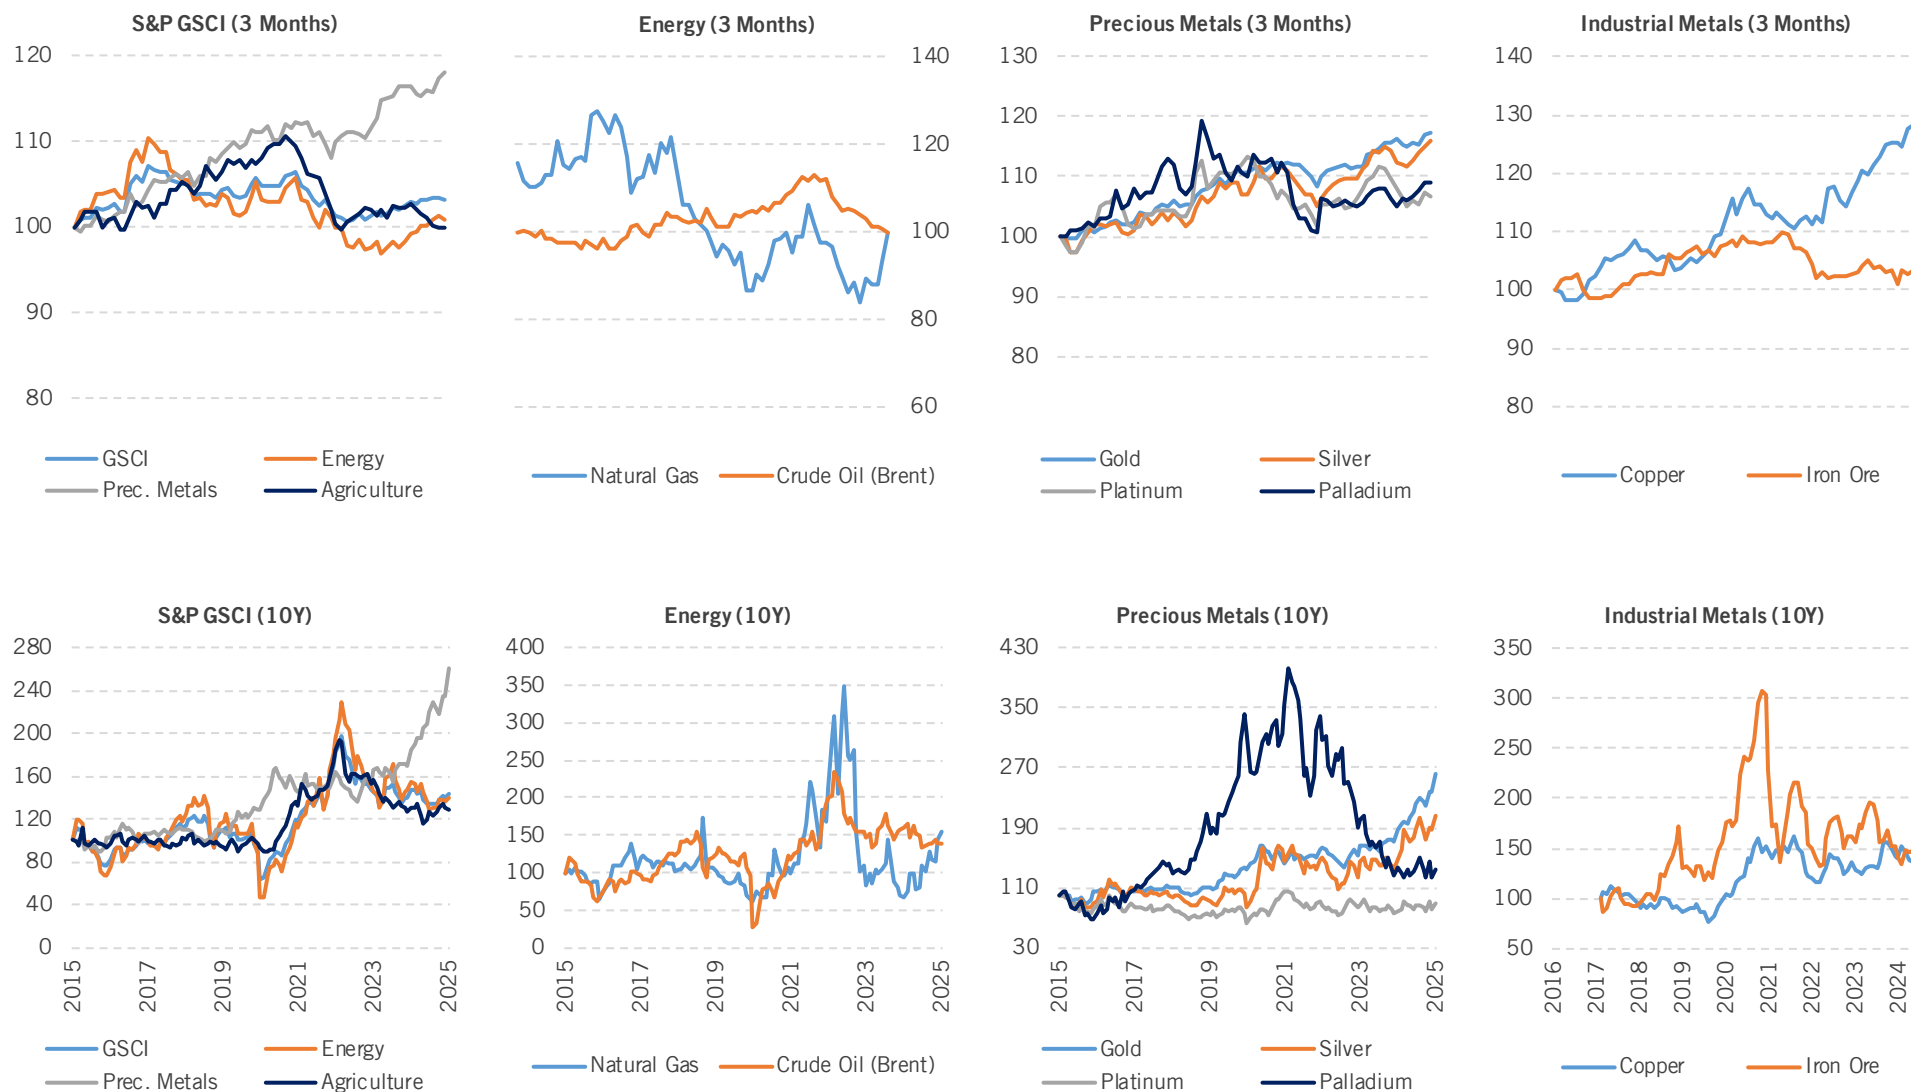 S&P GSCI (3 Months)
120
110
100
90
80
GSCI
Energy
Prec. Metals
Agriculture
Energy (3 Months)
140
120
100
80
60
Natural Gas
Crude Oil (Brent)
Precious Metals (3 Months)
130
120
110
100
90
80
Gold
Silver
Platinum
Palladium
Industrial Metals (3 Months)
140
130
120
110
100
90
80
Copper
Iron Ore
S&P GSCI (10Y)
280
240
200
160
120
80
40
0
2015
2017
2019
2021
2023
2025
GSCI
Energy
Prec. Metals
Agriculture
Energy (10Y)
400
350
300
250
200
150
100
50
0
2015
2017
2019
2021
2023
2025
Natural Gas
Crude Oil (Brent)
Precious Metals (10Y)
430
350
270
190
110
30
2015
2017
2019
2021
2023
2025
Gold
Silver
Platinum
Palladium
Industrial Metals (10Y)
350
300
250
200
150
100
50
2016
2017
2018
2019
2020
2021
2022
2023
2024
Copper
Iron Ore